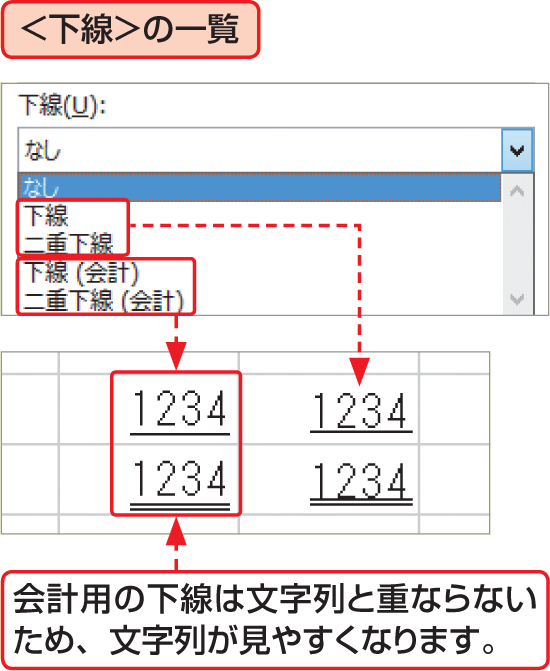 ＜下線＞の一覧
下線(U):
なし
なし
下線
二重下線
下線 (会計)
二重下線 (会計)
1234 1234
1234 1234
会計用の下線は文字列と重ならない
ため、文字列が見やすくなります。